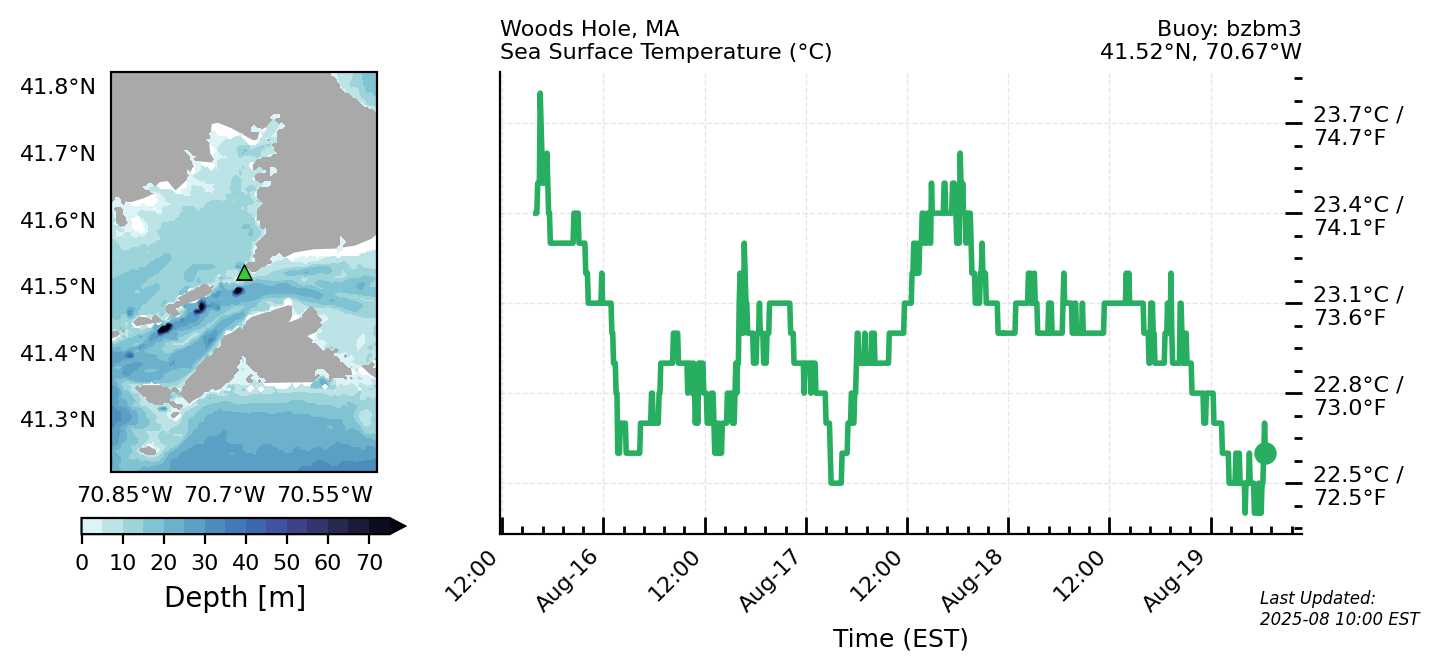 Woods Hole, MA
Sea Surface Temperature (°C)
Buoy: bzbm3
41.52°N, 70.67°W
41.8°N
41.7°N
41.6°N
41.5°N
41.4°N
41.3°N
70.85°W 70.7°W 70.55°W
0 10 20 30 40 50 60 70
Depth [m]
23.7°C /
74.7°F
23.4°C /
74.1°F
23.1°C /
73.6°F
22.8°C /
73.0°F
22.5°C /
72.5°F
12:00 Aug-16 12:00 Aug-17 12:00 Aug-18 12:00 Aug-19
Time (EST)
Last Updated:
2025-08 10:00 EST